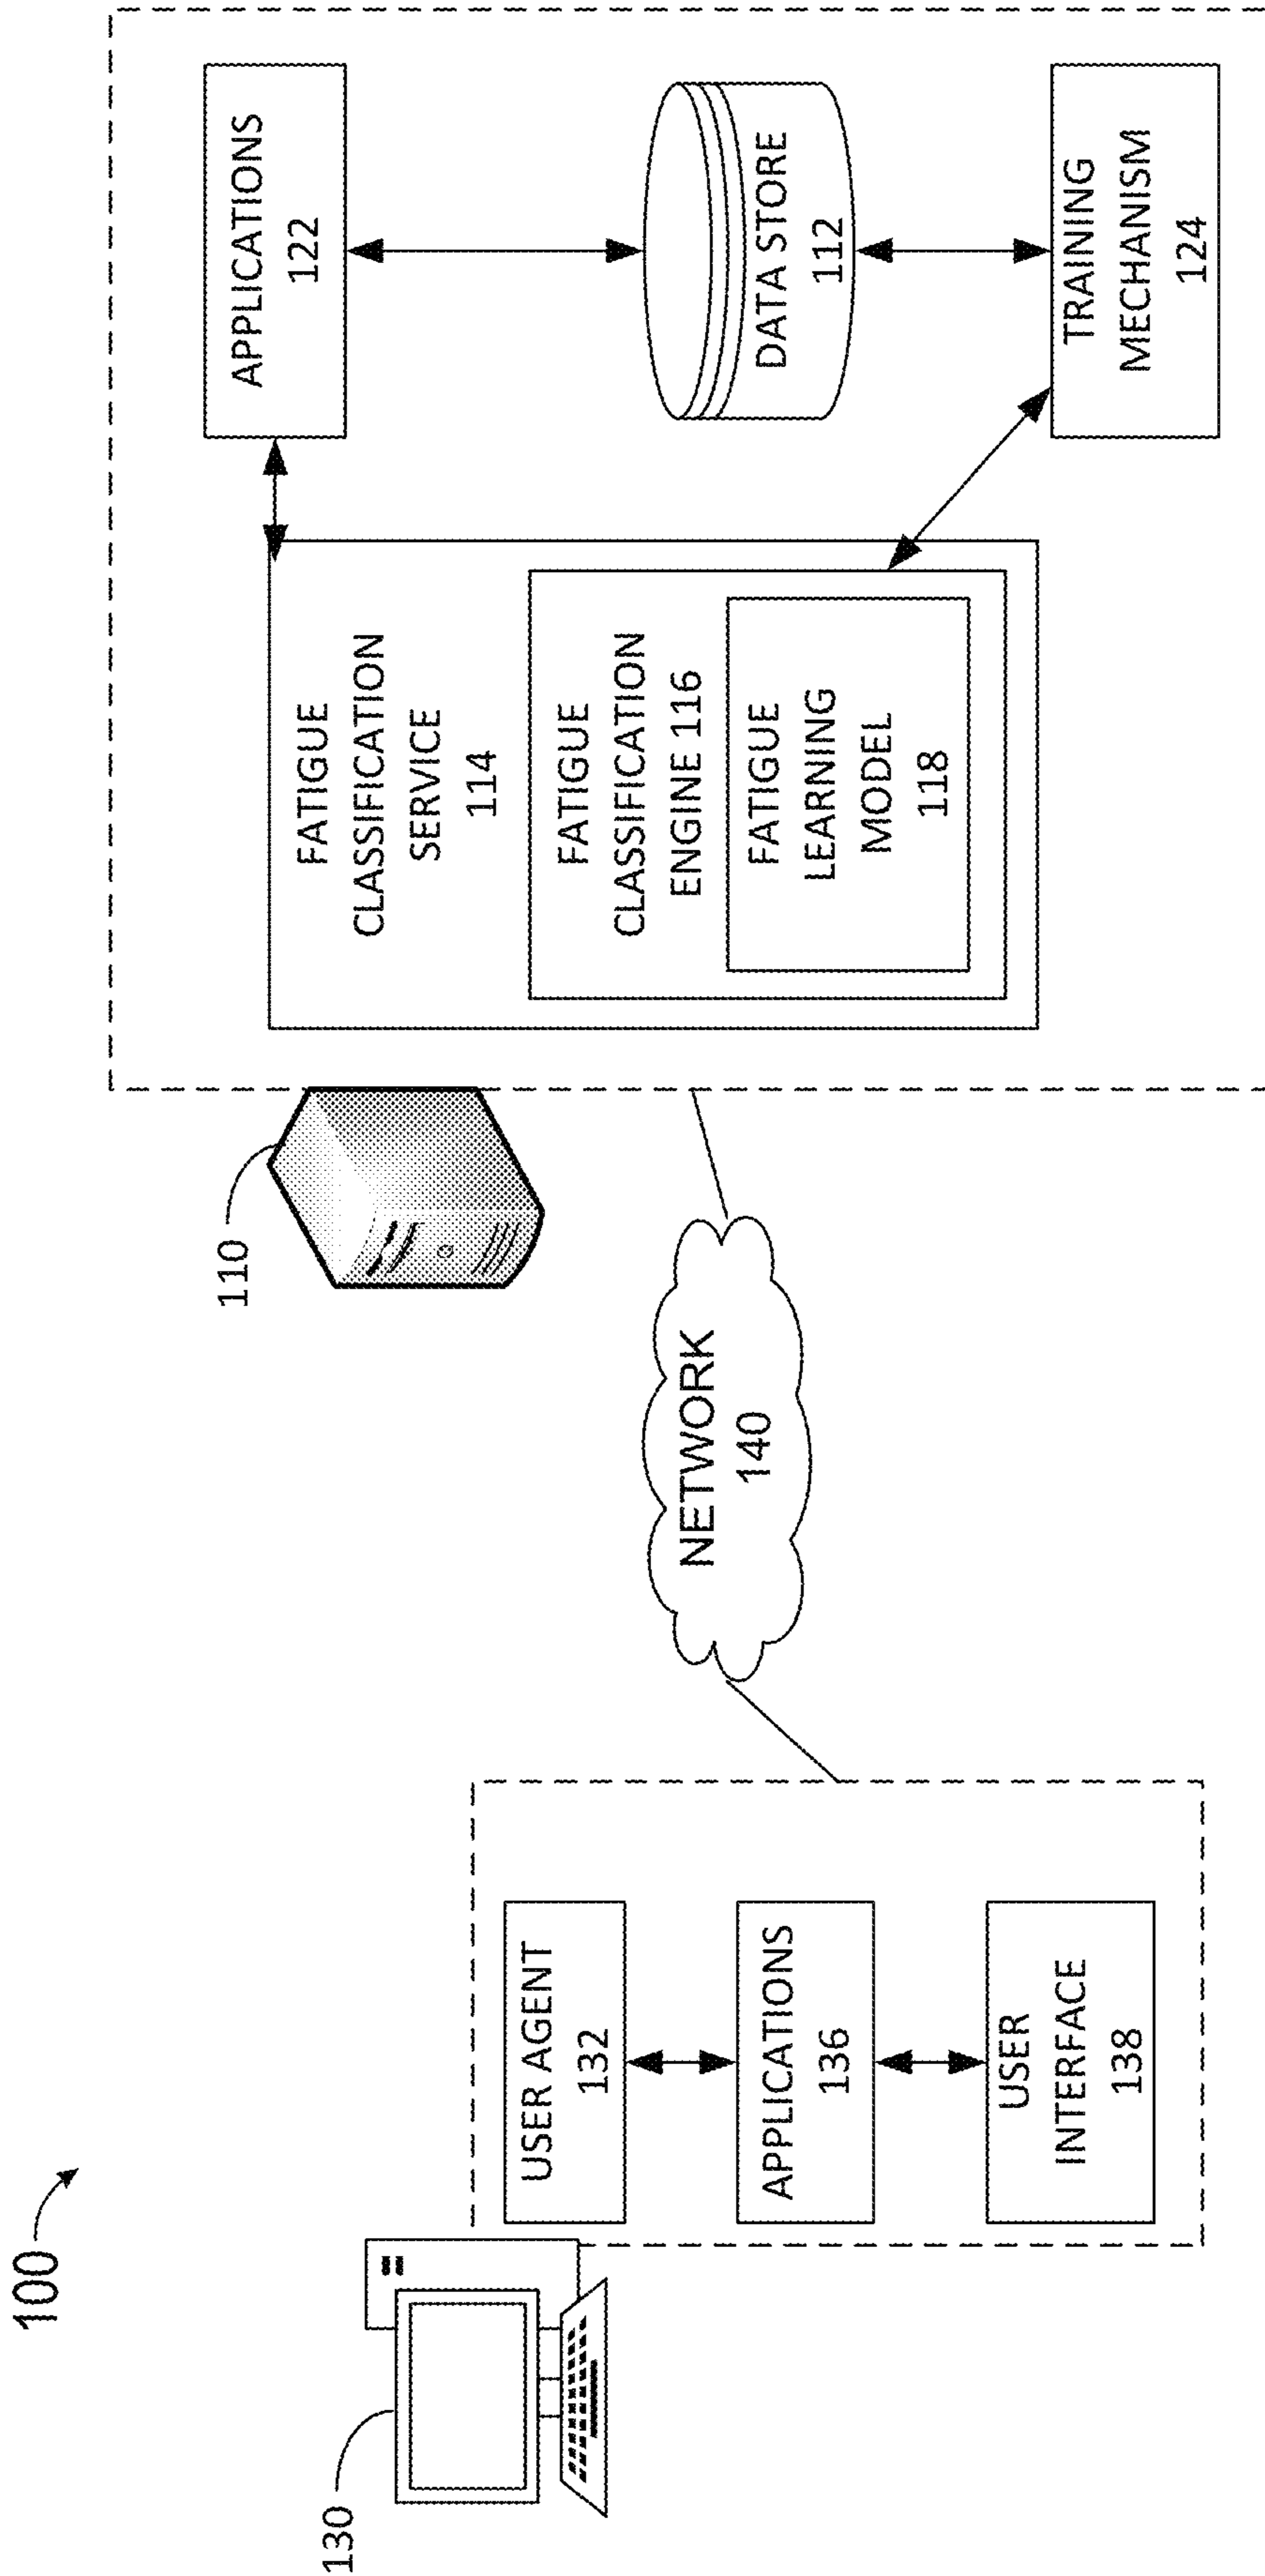 100
130
USER AGENT
132
APPLICATIONS
136
USER
INTERFACE
138
NETWORK
140
110
FATIGUE
CLASSIFICATION
SERVICE
114
FATIGUE
CLASSIFICATION
ENGINE 116
FATIGUE
LEARNING
MODEL
118
APPLICATIONS
122
DATA STORE
112
TRAINING
MECHANISM
124